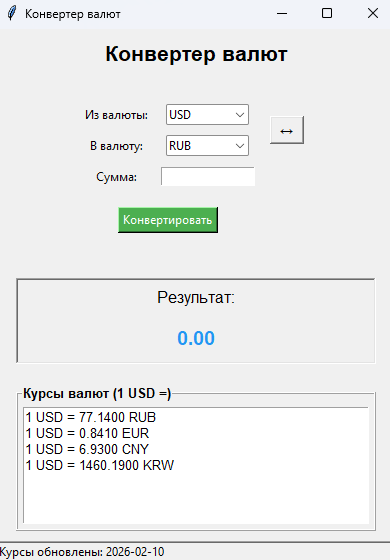 Конвертер валют
Конвертер валют
Из валюты: USD
↔
В валюту: RUB
Сумма:
Конвертировать
Результат:
0.00
Курсы валют (1 USD =)
1 USD = 77.1400 RUB
1 USD = 0.8410 EUR
1 USD = 6.9300 CNY
1 USD = 1460.1900 KRW
Курсы обновлены: 2026-02-10